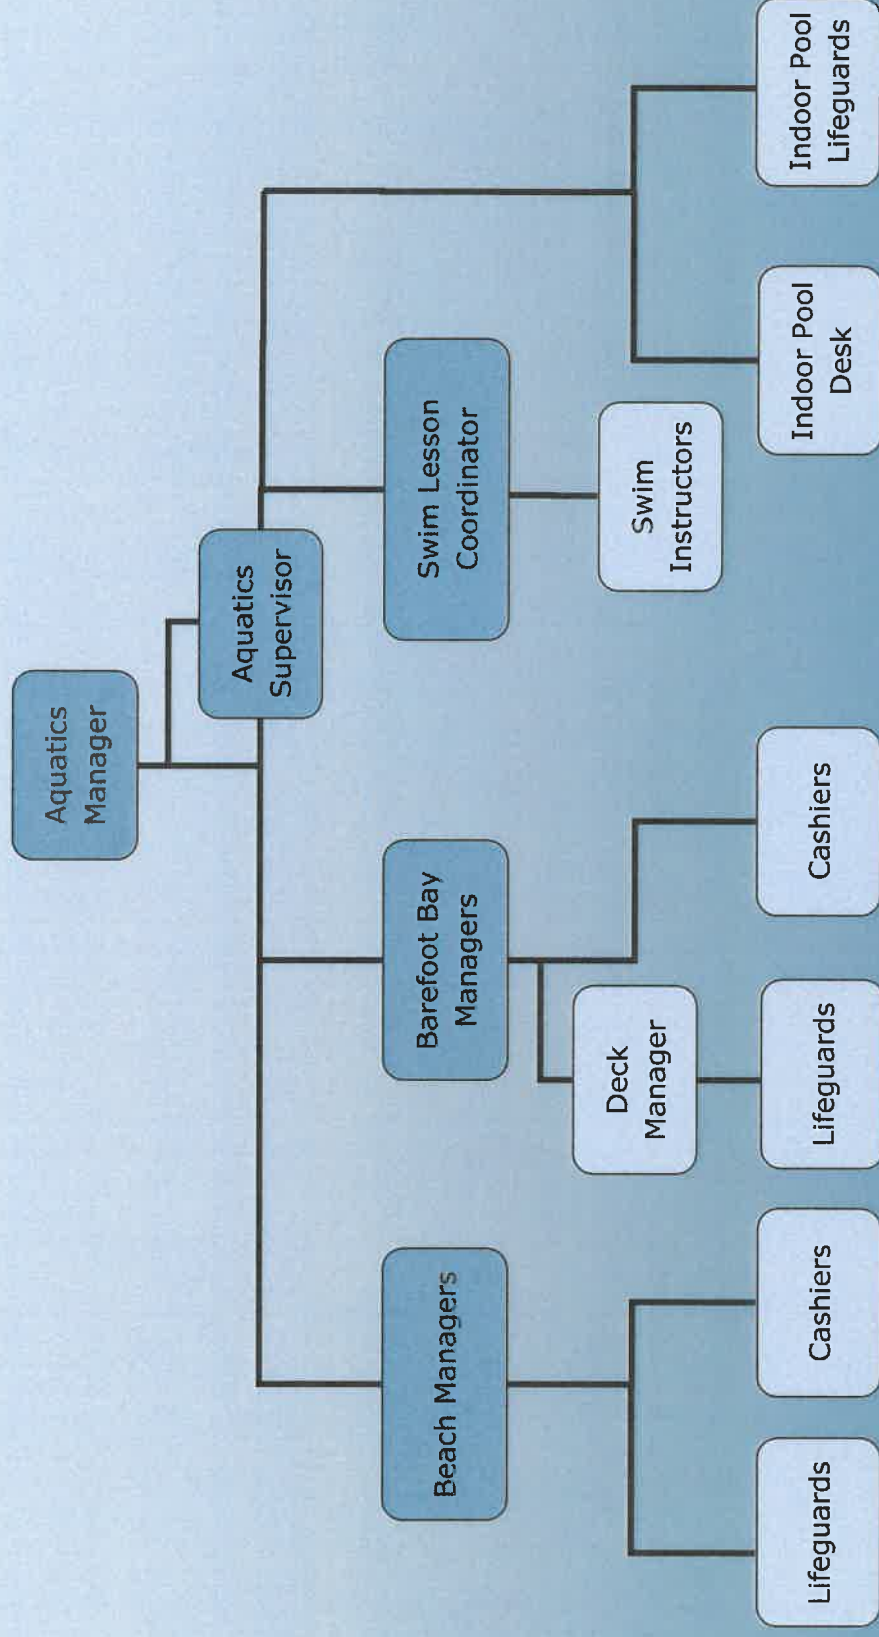 Aquatics
Manager
Aquatics
Supervisor
Beach Managers
Barefoot Bay
Managers
Swim Lesson
Coordinator
Deck
Manager
Swim
Instructors
Lifeguards
Cashiers
Lifeguards
Cashiers
Indoor Pool
Desk
Indoor Pool
Lifeguards